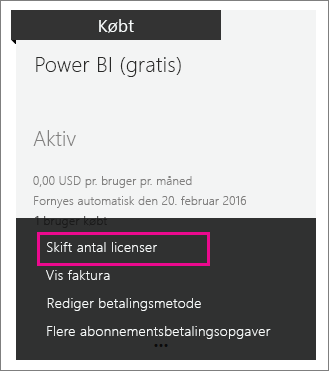 Købt
Power BI (gratis)
Aktiv
0,00 USD pr. bruger pr. måned
Fornyes automatisk den 20. februar 2016
1 bruger købt
Skift antal licenser
Vis faktura
Rediger betalingsmetode
Flere abonnementsbetalingsopgaver
...